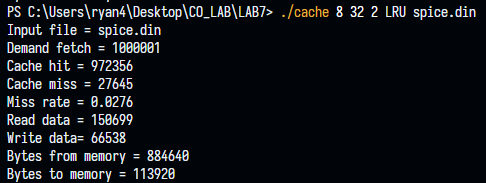 PS C:\Users\ryan4\Desktop\CO_LAB\LAB7> ./cache 8 32 2 LRU spice.din
Input file = spice.din
Demand fetch = 1000001
Cache hit = 972356
Cache miss = 27645
Miss rate = 0.0276
Read data = 150699
Write data= 66538
Bytes from memory = 884640
Bytes to memory = 113920